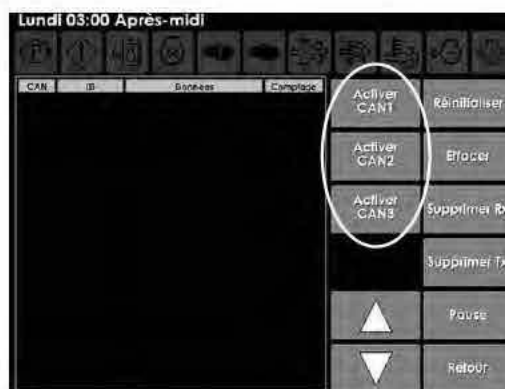 Lundi 03:00 Après-midi
CAN ID Données Comptage
Activer
CAN1
Réinitialiser
Activer
CAN2
Effacer
Activer
CAN3
Supprimer Rx
Supprimer Tx
Pause
Retour